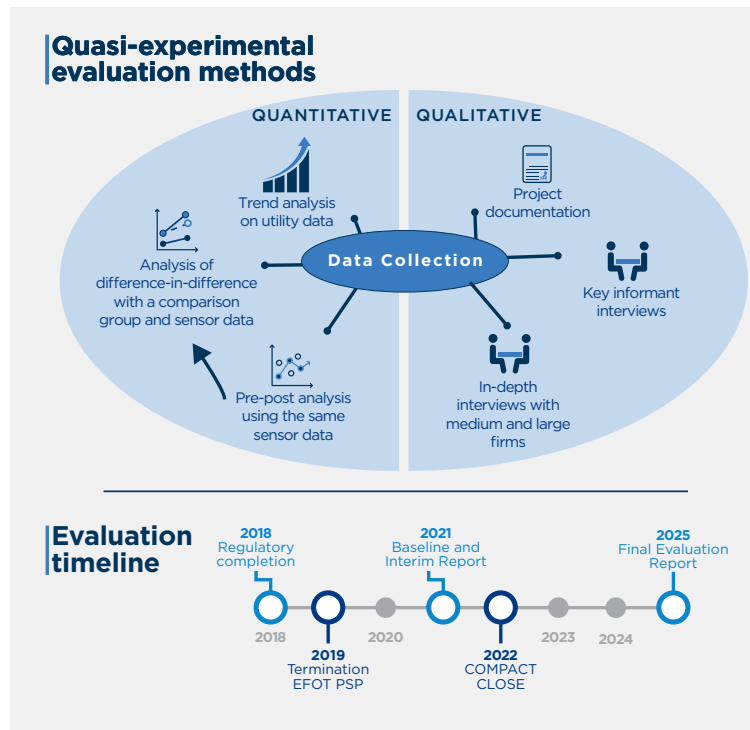 Quasi-experimental
evaluation methods
QUANTITATIVE
QUALITATIVE
Trend analysis
on utility data
Project
documentation
Data Collection
Analysis of
difference-in-difference
with a comparison
group and sensor data
Key informant
interviews
Pre-post analysis
using the same
sensor data
In-depth
interviews with
medium and large
firms
Evaluation
timeline
2018
Regulatory
completion
2021
Baseline and
Interim Report
2025
Final Evaluation
Report
2018
2020
2023
2024
2019
Termination
EFOT PSP
2022
COMPACT
CLOSE